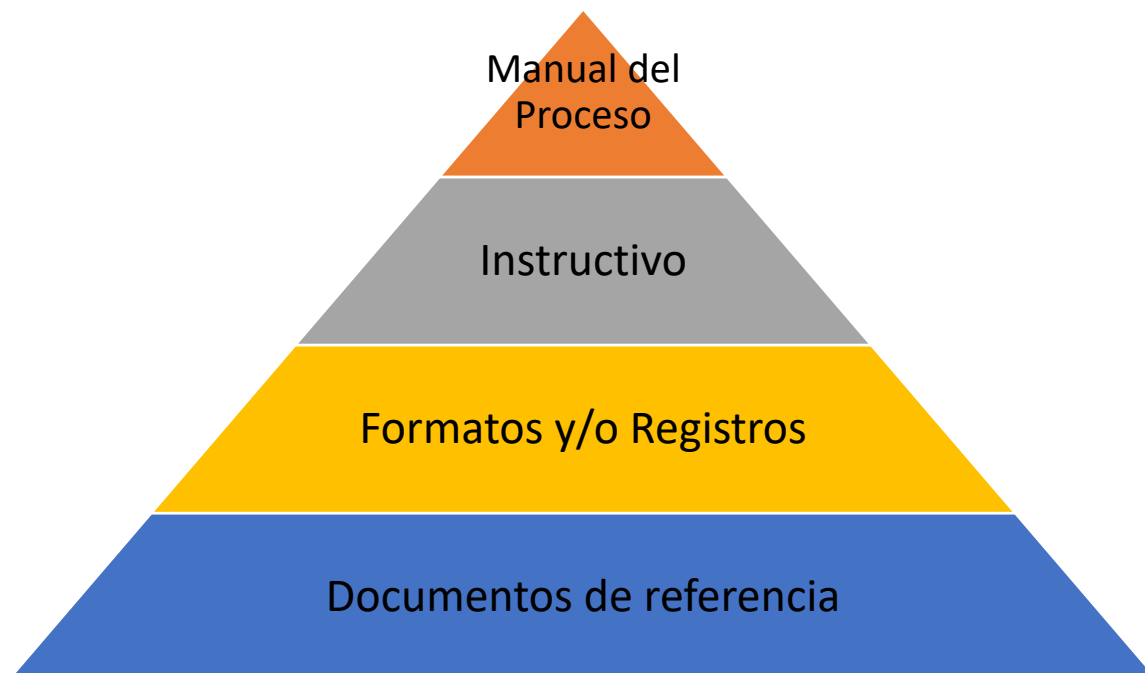 Manual del
Proceso
Instructivo
Formatos y/o Registros
Documentos de referencia